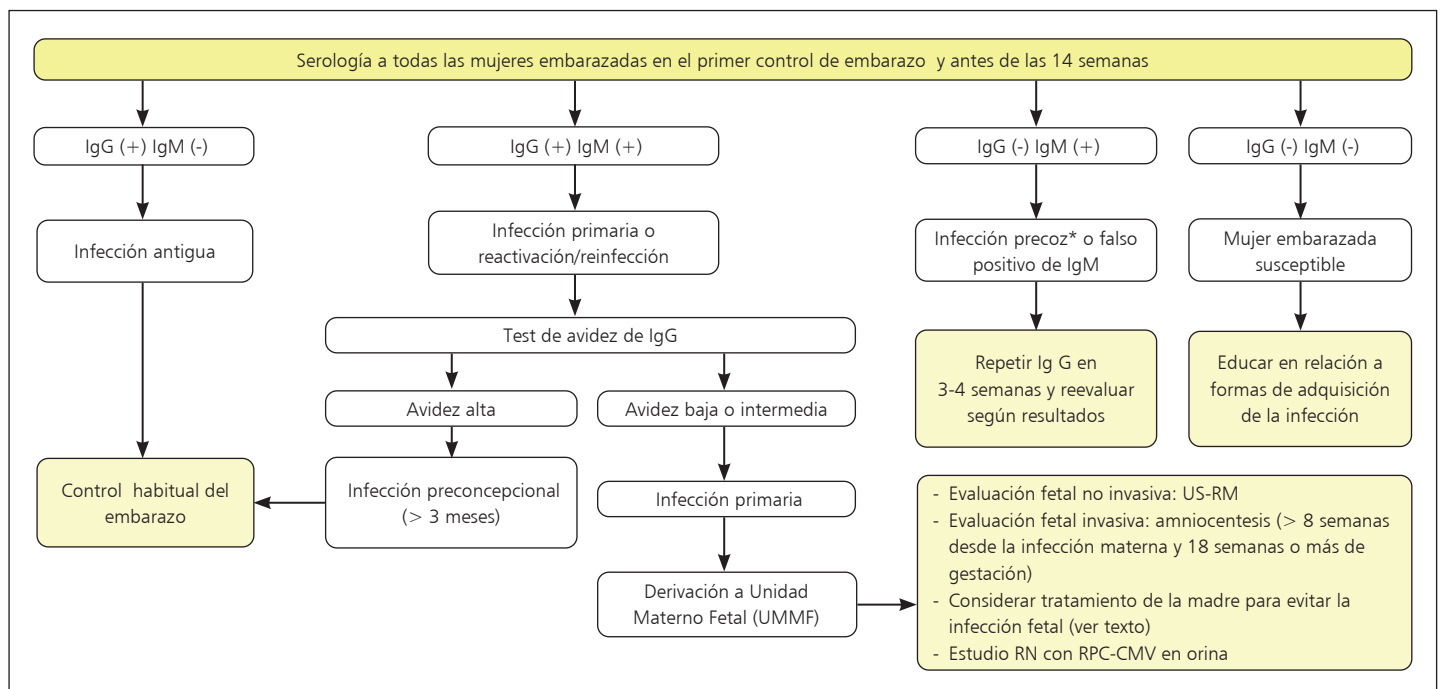 Serología a todas las mujeres embarazadas en el primer control de embarazo y antes de las 14 semanas
IgG (+) IgM (-)
IgG (+) IgM (+)
IgG (-) IgM (+)
IgG (-) IgM (-)
Infección antigua
Infección primaria o
reactivación/reinfección
Infección precoz* o falso
positivo de IgM
Mujer embarazada
susceptible
Test de avidez de IgG
Repetir Ig G en
3-4 semanas y reevaluar
según resultados
Educar en relación a
formas de adquisición
de la infección
Avidez alta
Avidez baja o intermedia
Control habitual del
embarazo
Infección preconcepcional
(> 3 meses)
Infección primaria
Derivación a Unidad
Materno Fetal (UMMF)
- Evaluación fetal no invasiva: US-RM
- Evaluación fetal invasiva: amniocentesis (> 8 semanas
desde la infección materna y 18 semanas o más de
gestación)
- Considerar tratamiento de la madre para evitar la
infección fetal (ver texto)
- Estudio RN con RPC-CMV en orina